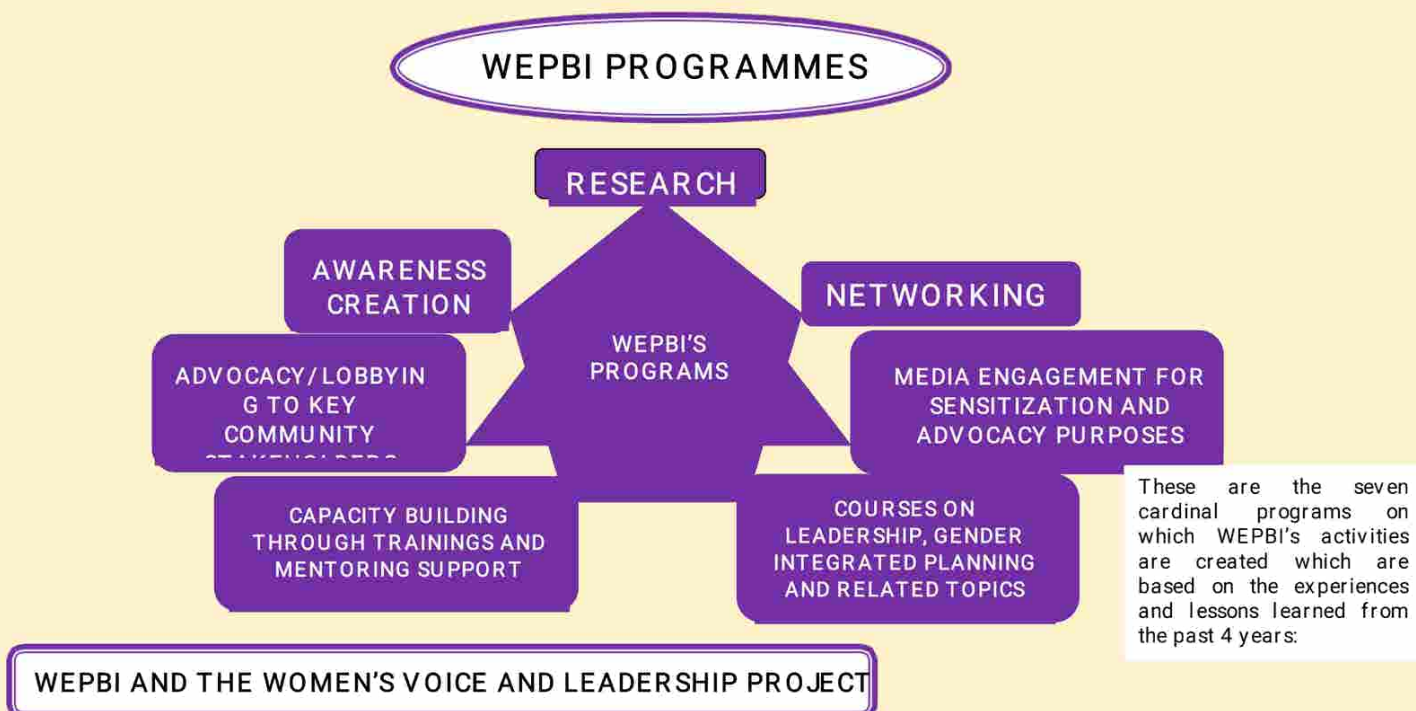 WEPBI PROGRAMMES
RESEARCH
AWARENESS
CREATION
NETWORKING
WEPBI'S
PROGRAMS
ADVOCACY/LOBBYIN
G TO KEY
COMMUNITY
STAKEHOLDERS
MEDIA ENGAGEMENT FOR
SENSITIZATION AND
ADVOCACY PURPOSES
CAPACITY BUILDING
THROUGH TRAININGS AND
MENTORING SUPPORT
COURSES ON
LEADERSHIP, GENDER
INTEGRATED PLANNING
AND RELATED TOPICS
These are the seven
cardinal programs on
which WEPBI's activities
are created which are
based on the experiences
and lessons learned from
the past 4 years:
WEPBI AND THE WOMEN'S VOICE AND LEADERSHIP PROJECT